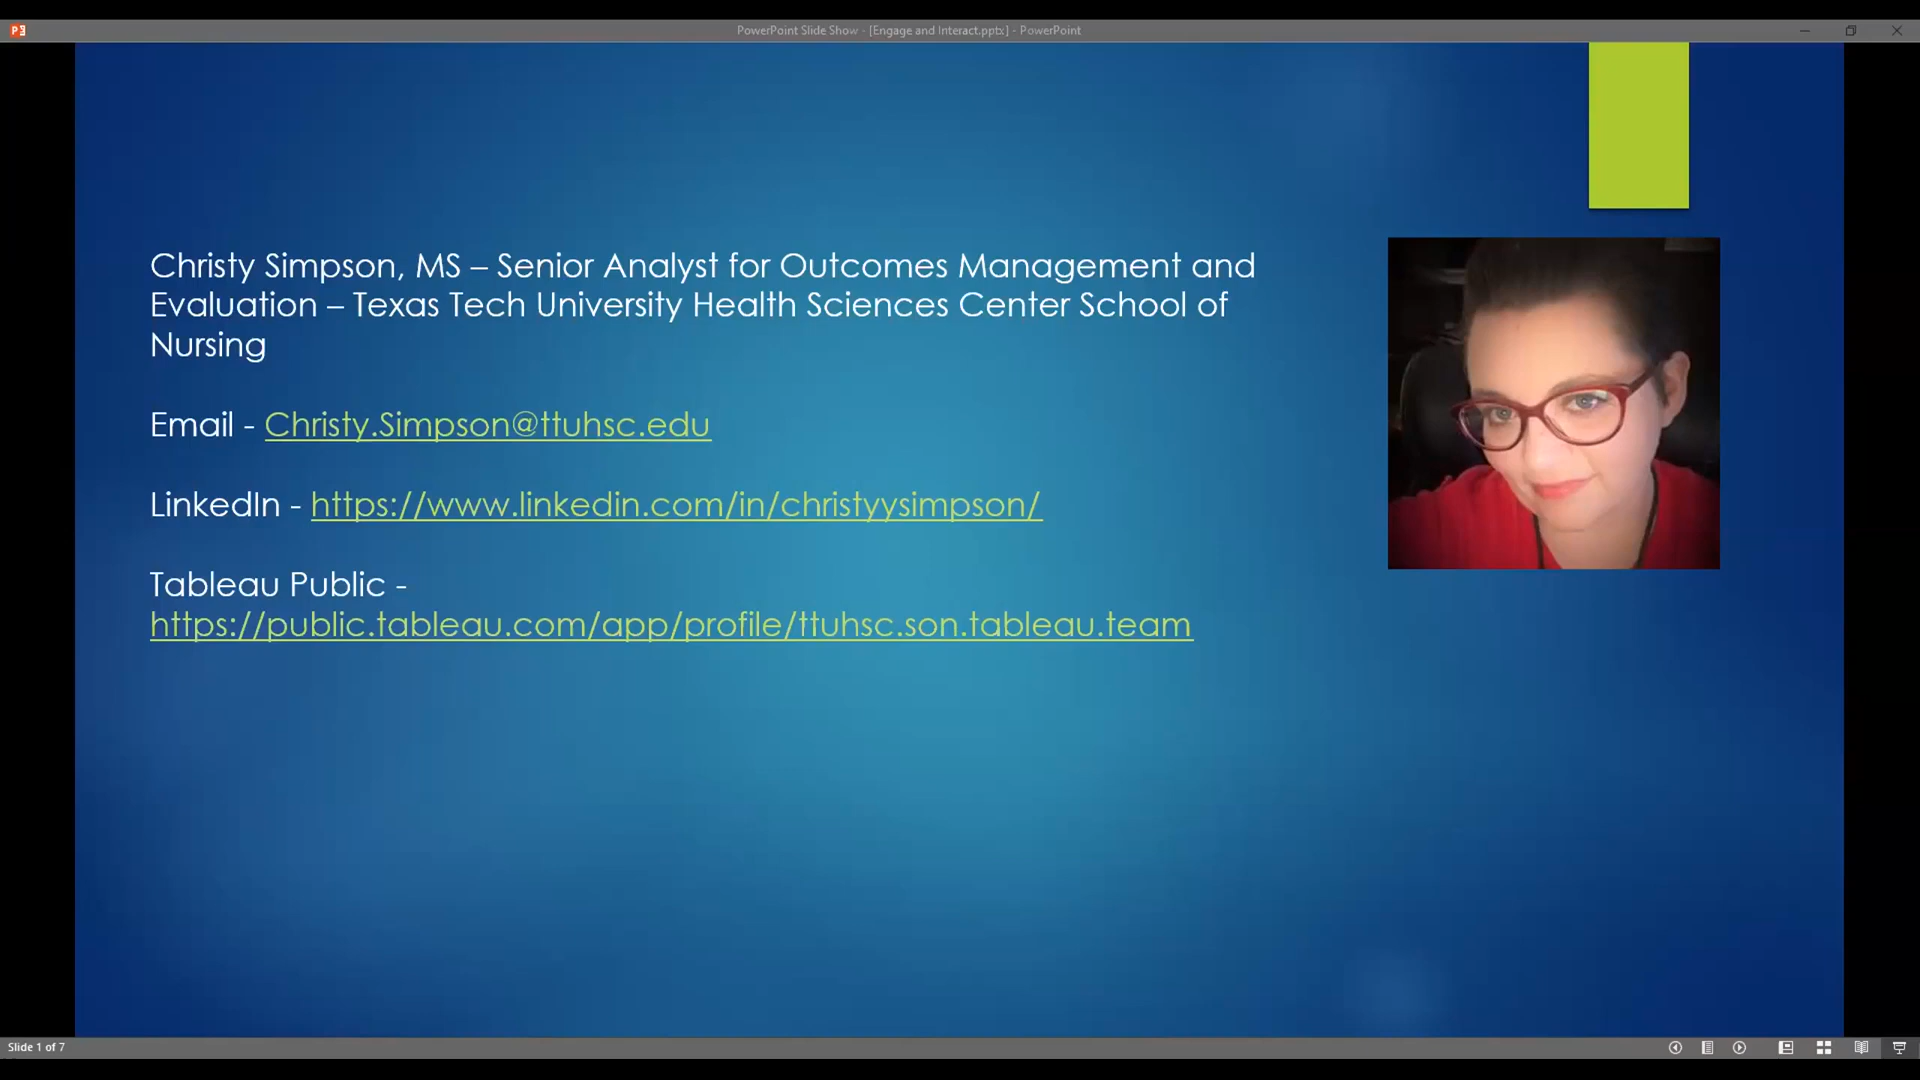 PowerPoint Slide Show - [Engage and Interact.pptx] - PowerPoint
Christy Simpson, MS – Senior Analyst for Outcomes Management and
Evaluation – Texas Tech University Health Sciences Center School of
Nursing
Email - Christy.Simpson@ttuhsc.edu
LinkedIn - https://www.linkedin.com/in/christyysimpson/
Tableau Public -
https://public.tableau.com/app/profile/ttuhsc.son.tableau.team
Slide 1 of 7